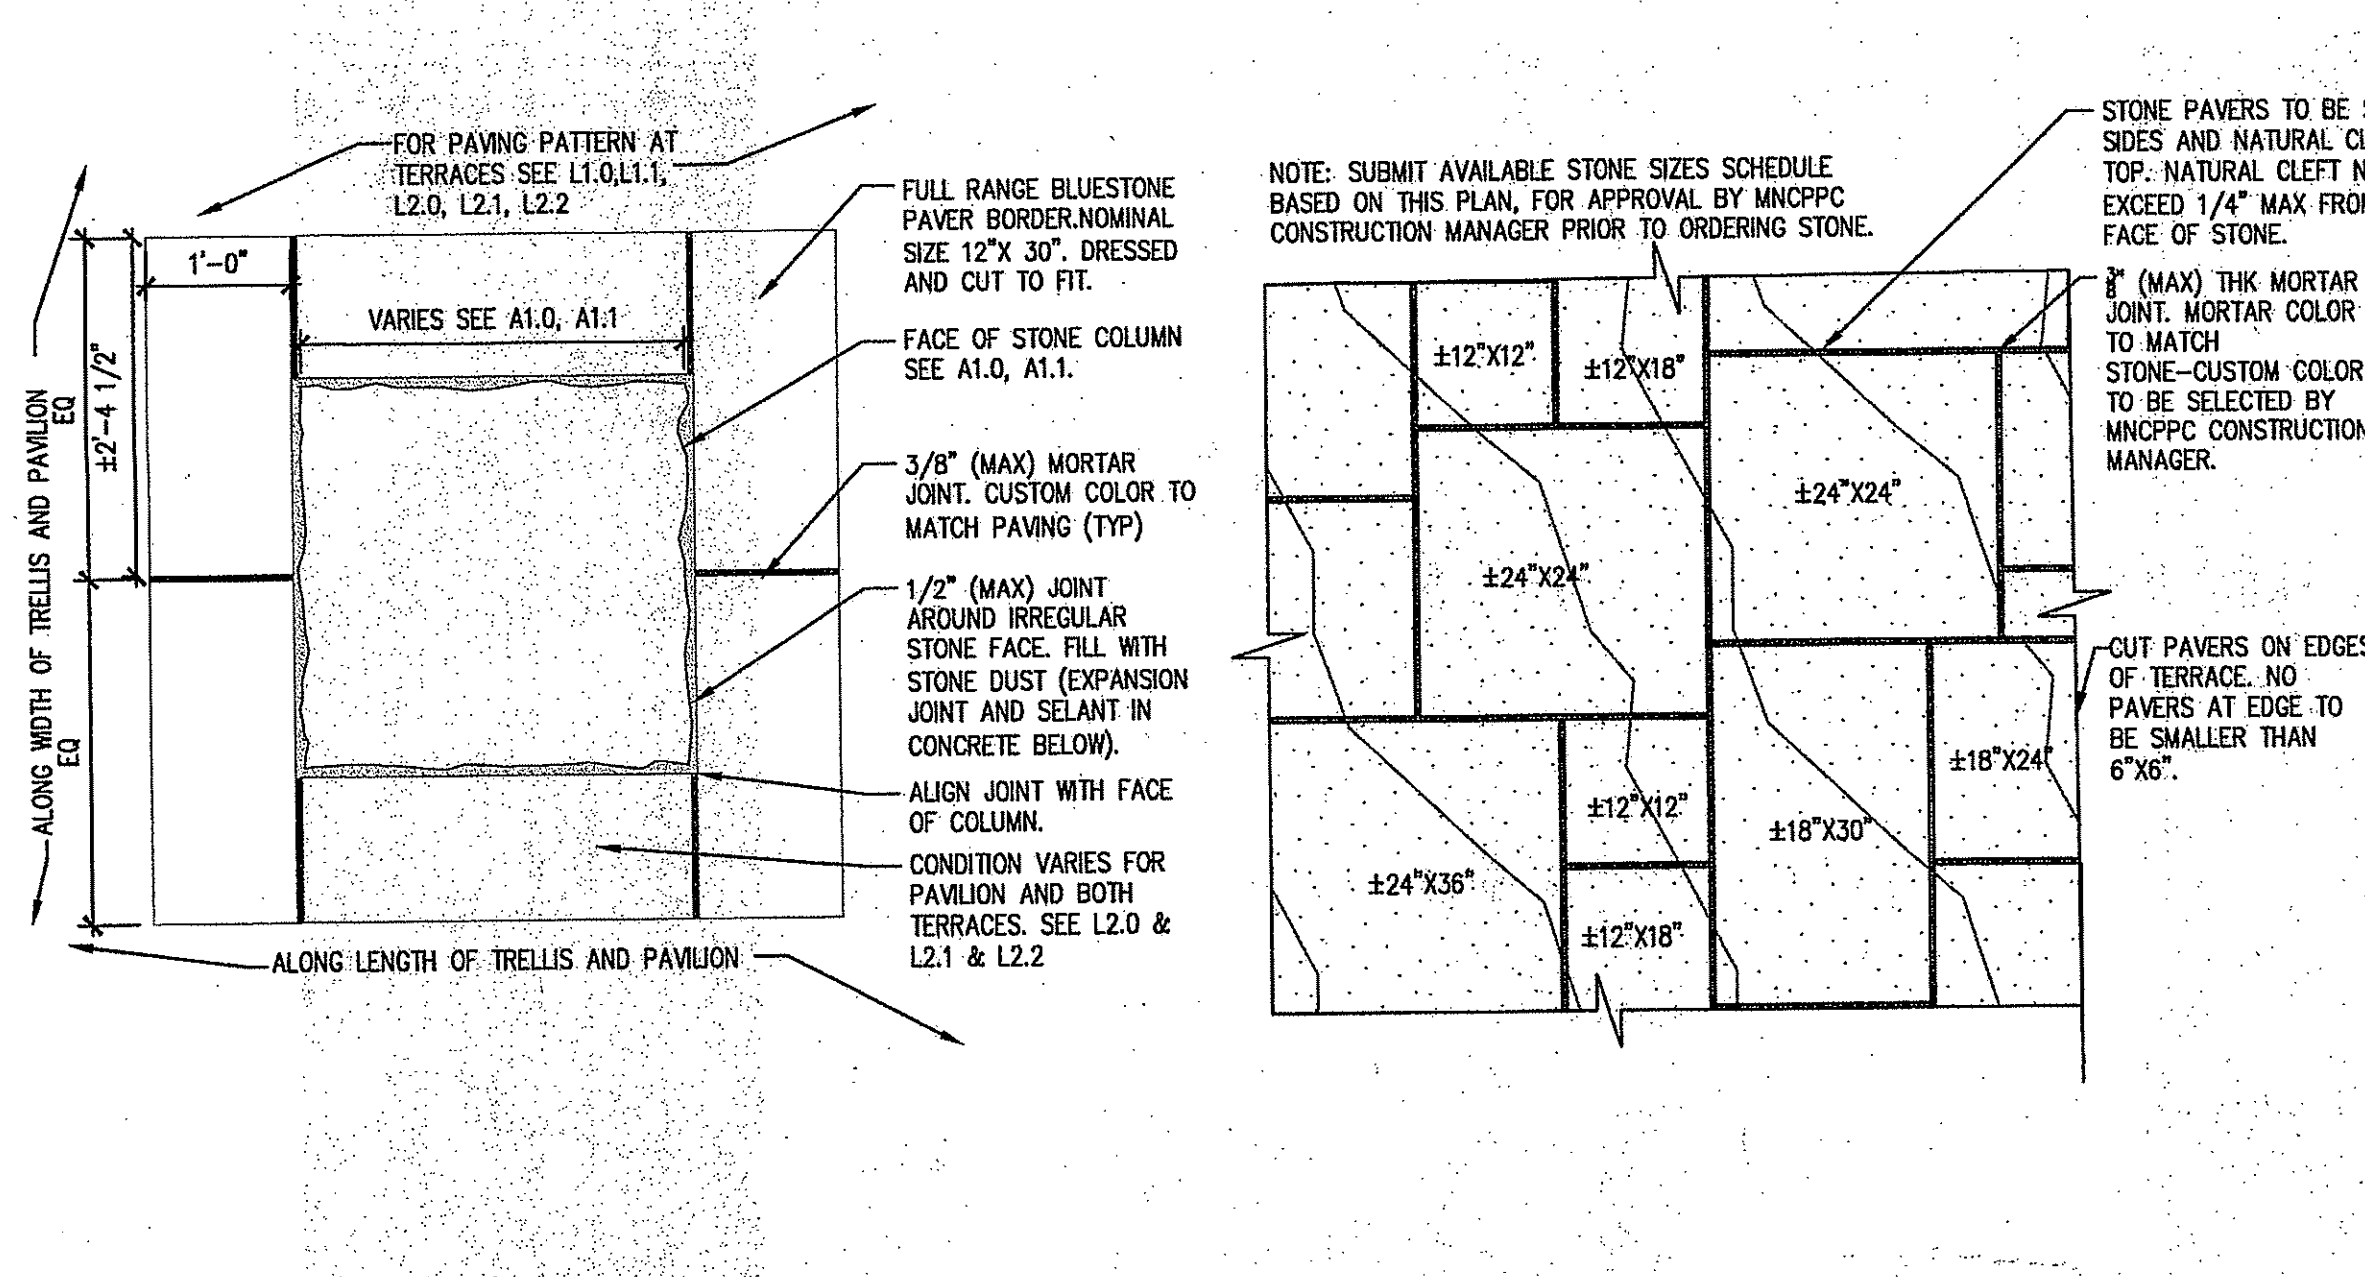 FOR PAVING PATTERN AT
TERRACES SEE L1.0,L1.1,
L2.0, L2.1, L2.2
1'-0"
VARIES SEE A1.0, A1.1
±2'-4 1/2"
EQ
EQ
ALONG WIDTH OF TRELLIS AND PAVILION
ALONG LENGTH OF TRELLIS AND PAVILION
FULL RANGE BLUESTONE
PAVER BORDER.NOMINAL
SIZE 12"X 30". DRESSED
AND CUT TO FIT.
FACE OF STONE COLUMN
SEE A1.0, A1.1.
3/8" (MAX) MORTAR
JOINT. CUSTOM COLOR TO
MATCH PAVING (TYP)
1/2" (MAX) JOINT
AROUND IRREGULAR
STONE FACE. FILL WITH
STONE DUST (EXPANSION
JOINT AND SELANT IN
CONCRETE BELOW).
ALIGN JOINT WITH FACE
OF COLUMN.
CONDITION VARIES FOR
PAVILION AND BOTH
TERRACES. SEE L2.0 &
L2.1 & L2.2
NOTE: SUBMIT AVAILABLE STONE SIZES SCHEDULE
BASED ON THIS PLAN, FOR APPROVAL BY MNCPPC
CONSTRUCTION MANAGER PRIOR TO ORDERING STONE.
±12"X12"
±12"X18"
±24"X24"
±24"X24"
±18"X24"
±12"X12"
±18"X30"
±24"X36"
±12"X18"
STONE PAVERS TO BE
SIDES AND NATURAL
TOP. NATURAL CLEFT
EXCEED 1/4" MAX FROM
FACE OF STONE.
3/8" (MAX) THK MORTAR
JOINT. MORTAR COLOR
TO MATCH
STONE-CUSTOM COLOR
TO BE SELECTED BY
MNCPPC CONSTRUCTION
MANAGER.
CUT PAVERS ON EDGES
OF TERRACE. NO
PAVERS AT EDGE TO
BE SMALLER THAN
6"X6".